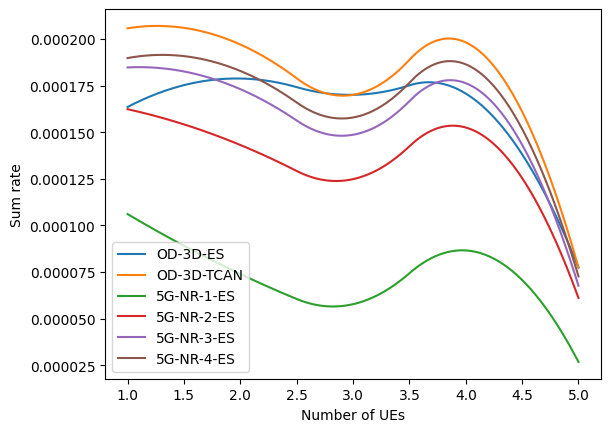 0.000200
0.000175
0.000150
0.000125
0.000100
0.000075
0.000050
0.000025
Sum rate
OD-3D-ES
OD-3D-TCAN
5G-NR-1-ES
5G-NR-2-ES
5G-NR-3-ES
5G-NR-4-ES
1.0 1.5 2.0 2.5 3.0 3.5 4.0 4.5 5.0
Number of UEs